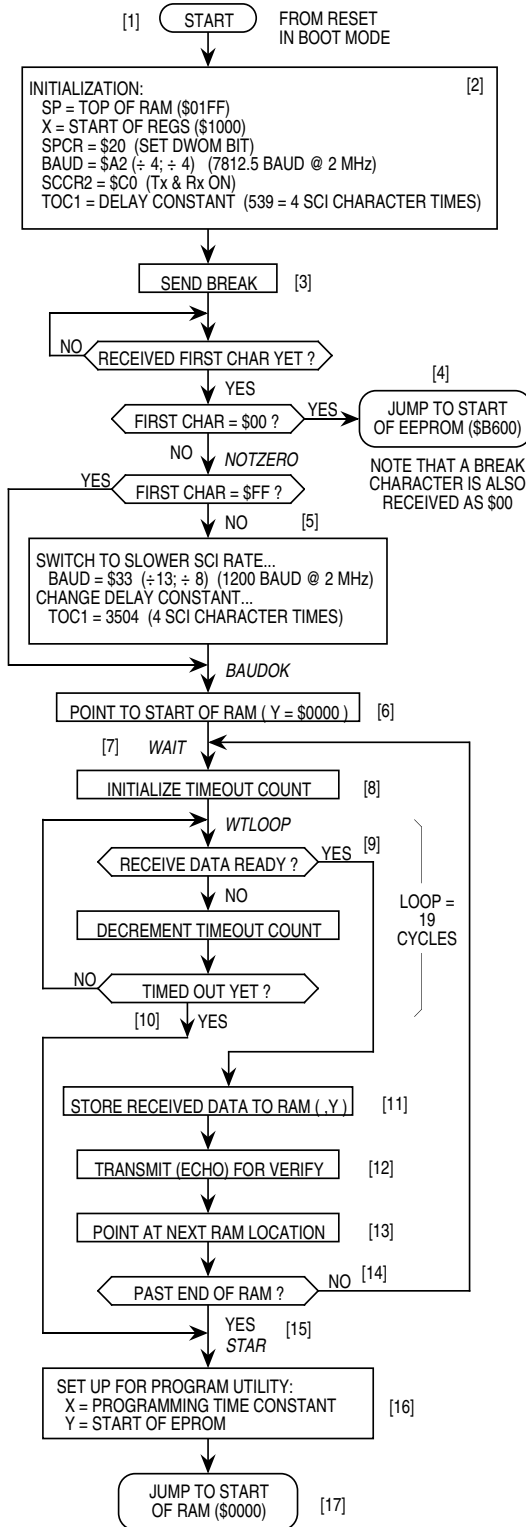 [1]
START
FROM RESET
IN BOOT MODE
INITIALIZATION:
[2]
SP = TOP OF RAM ($01FF)
X = START OF REGS ($1000)
SPCR = $20 (SET DWOM BIT)
BAUD = $A2 (÷ 4; ÷ 4) (7812.5 BAUD @ 2 MHz)
SCCR2 = $C0 (Tx & Rx ON)
TOC1 = DELAY CONSTANT (539 = 4 SCI CHARACTER TIMES)
SEND BREAK
[3]
NO
RECEIVED FIRST CHAR YET ?
YES
[4]
FIRST CHAR = $00 ?
YES
JUMP TO START
OF EEPROM ($B600)
NO
NOTZERO
NOTE THAT A BREAK
CHARACTER IS ALSO
RECEIVED AS $00
YES
FIRST CHAR = $FF ?
NO
[5]
SWITCH TO SLOWER SCI RATE...
BAUD = $33 (÷13; ÷ 8) (1200 BAUD @ 2 MHz)
CHANGE DELAY CONSTANT...
TOC1 = 3504 (4 SCI CHARACTER TIMES)
BAUDOK
POINT TO START OF RAM ( Y = $0000 )
[6]
[7]
WAIT
INITIALIZE TIMEOUT COUNT
[8]
WTLOOP
RECEIVE DATA READY ?
YES
[9]
NO
DECREMENT TIMEOUT COUNT
LOOP =
19
CYCLES
NO
TIMED OUT YET ?
[10]
YES
STORE RECEIVED DATA TO RAM ( ,Y )
[11]
TRANSMIT (ECHO) FOR VERIFY
[12]
POINT AT NEXT RAM LOCATION
[13]
PAST END OF RAM ?
NO
[14]
YES
[15]
STAR
SET UP FOR PROGRAM UTILITY:
X = PROGRAMMING TIME CONSTANT
Y = START OF EPROM
[16]
JUMP TO START
OF RAM ($0000)
[17]